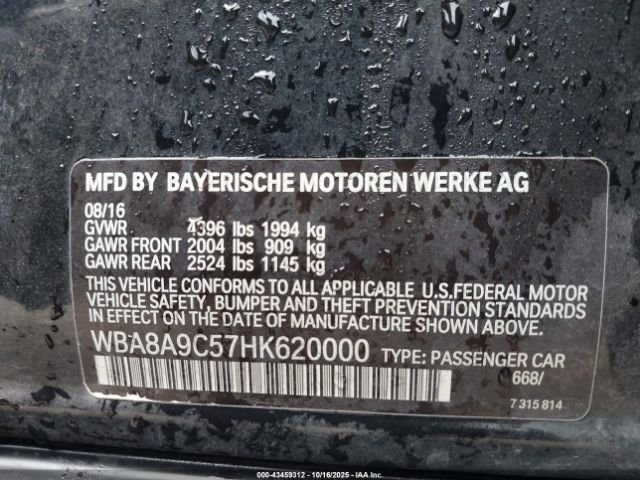 MFD BY BAYERISCHE MOTOREN WERKE AG
08/16
GVWR 4396 lbs 1994 kg
GAWR FRONT 2004 lbs 909 kg
GAWR REAR 2524 lbs 1145 kg
THIS VEHICLE CONFORMS TO ALL APPLICABLE U.S.FEDERAL MOTOR
VEHICLE SAFETY, BUMPER AND THEFT PREVENTION STANDARDS
IN EFFECT ON THE DATE OF MANUFACTURE SHOWN ABOVE.
WBA8A9C57HK620000 TYPE: PASSENGER CAR
668/
7 315 814
000-43459312 - 10/16/2025 - IAA Inc.